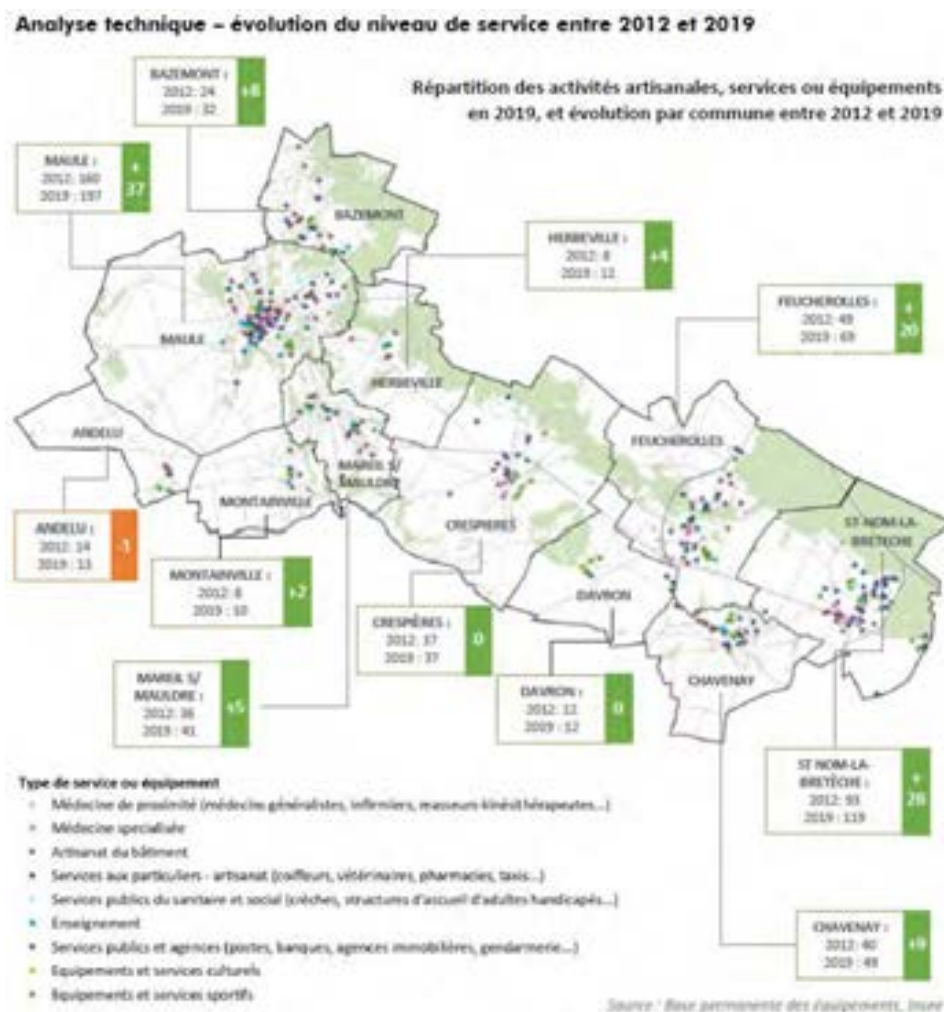 Analyse technique – évolution du niveau de service entre 2012 et 2019
Répartition des activités artisanales, services ou équipements
en 2019, et évolution par commune entre 2012 et 2019
BAZEMONT :
2012: 24
2019 : 32
+8
MAULE :
2012: 160
2019 : 197
+
37
HERBEVILLE :
2012: 8
2019 : 12
+4
FEUCHEROLLES :
2012: 49
2019 : 69
+
20
BAZEMONT
MAULE
HERBEVILLE
ANDELU
FEUCHEROLLES
MAREIL S/
MAULDRE
MONTAINVILLE
CRESPIERES
ST-NOM-LA-
BRETECHE
DAVRON
CHAVENAY
ANDELU :
2012: 14
2019 : 13
-1
MONTAINVILLE :
2012: 8
2019 : 10
+2
CRESPIÈRES :
2012: 37
2019 : 37
0
MAREIL S/
MAULDRE :
2012: 36
2019 : 41
+5
DAVRON :
2012: 12
2019 : 12
0
ST NOM-LA-
BRETÈCHE :
2012: 93
2019 : 119
+
26
CHAVENAY :
2012: 40
2019 : 49
+9
Type de service ou équipement
Médecine de proximité (médecins généralistes, infirmiers, masseurs-kinésithérapeutes...)
Médecine spécialisée
Artisanat du bâtiment
Services aux particuliers - artisanat (coiffeurs, vétérinaires, pharmacies, taxis...)
Services publics du sanitaire et social (crèches, structures d'accueil d'adultes handicapés...)
Enseignement
Services publics et agences (postes, banques, agences immobilières, gendarmerie...)
Equipements et services culturels
Equipements et services sportifs
Source : Base permanente des équipements, Insee